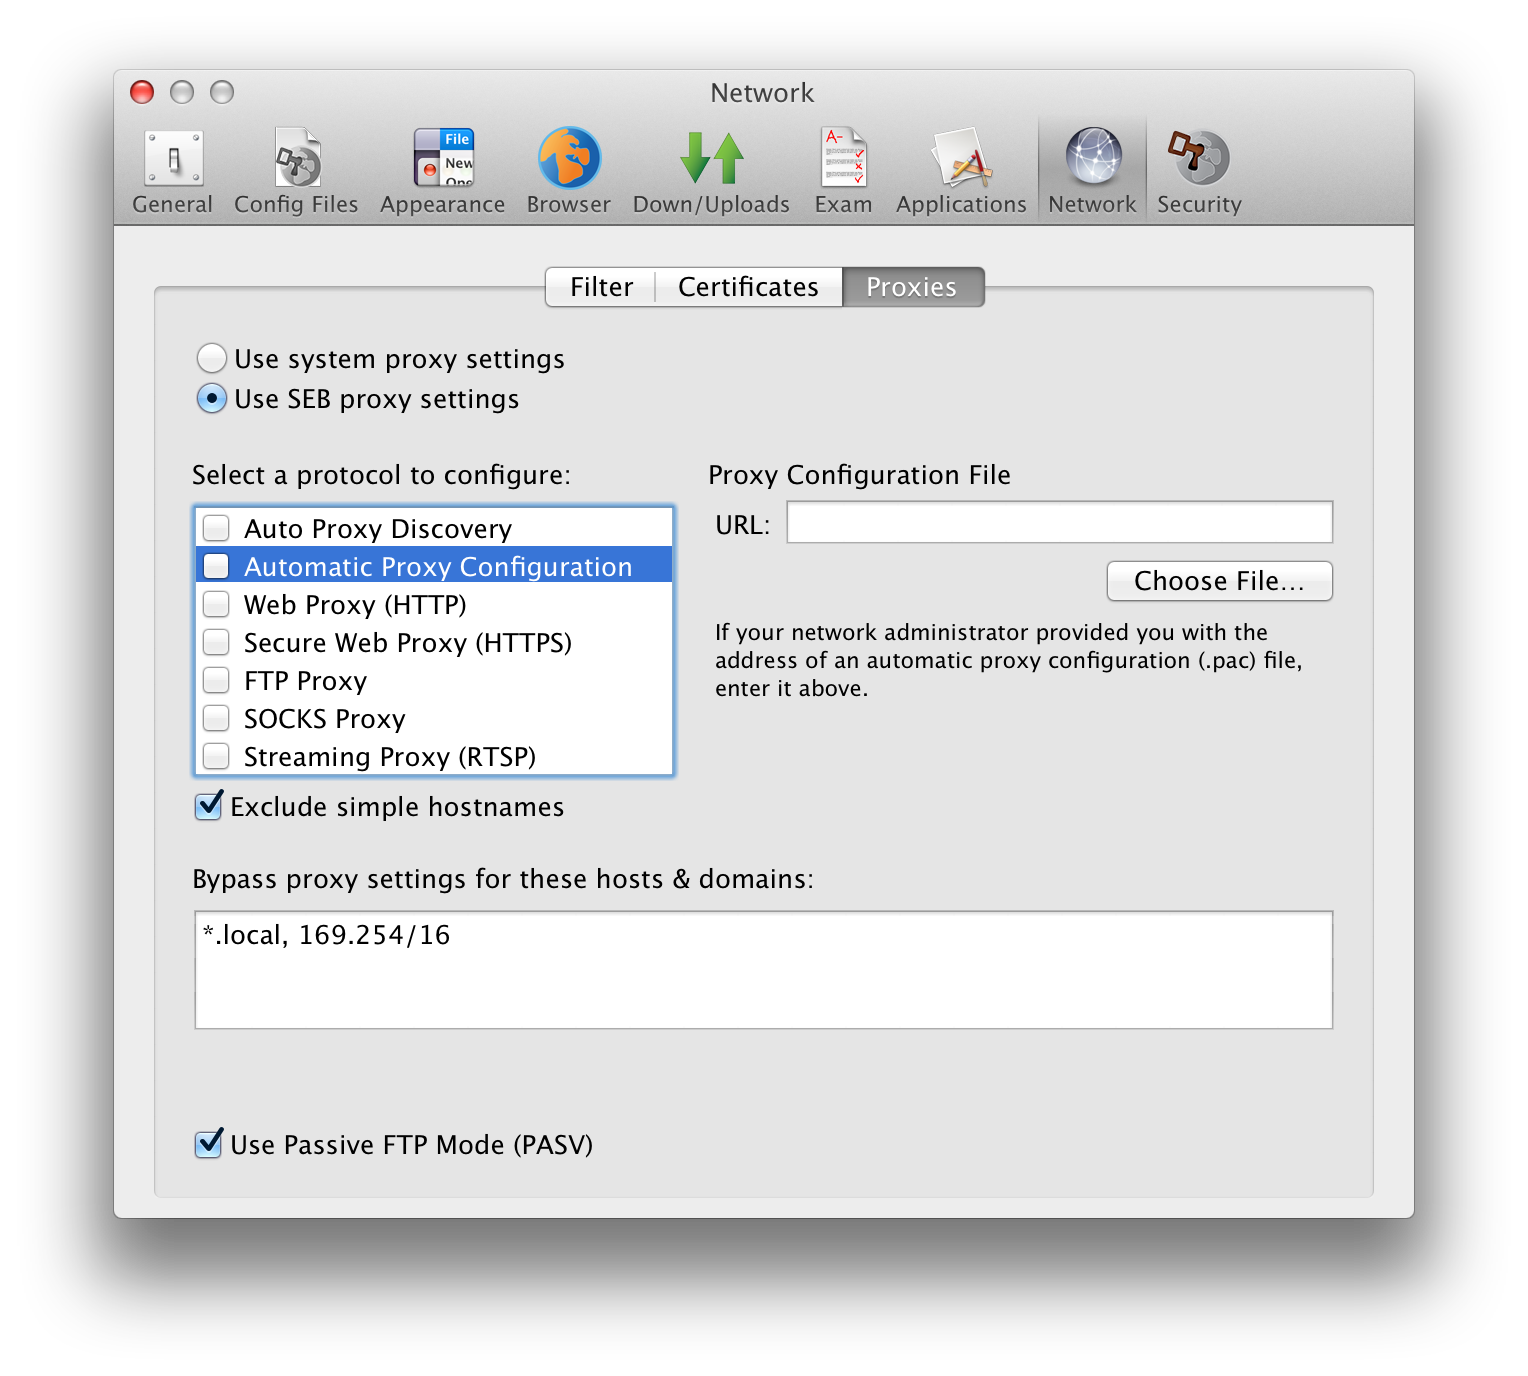 Network
File
New
A-
General Config Files Appearance Browser Down/Uploads Exam Applications Network Security
Filter Certificates Proxies
Use system proxy settings
Use SEB proxy settings
Select a protocol to configure:
Proxy Configuration File
Auto Proxy Discovery
Automatic Proxy Configuration
Web Proxy (HTTP)
Secure Web Proxy (HTTPS)
FTP Proxy
SOCKS Proxy
Streaming Proxy (RTSP)
URL:
Choose File...
If your network administrator provided you with the
address of an automatic proxy configuration (.pac) file,
enter it above.
Exclude simple hostnames
Bypass proxy settings for these hosts & domains:
*.local, 169.254/16
Use Passive FTP Mode (PASV)